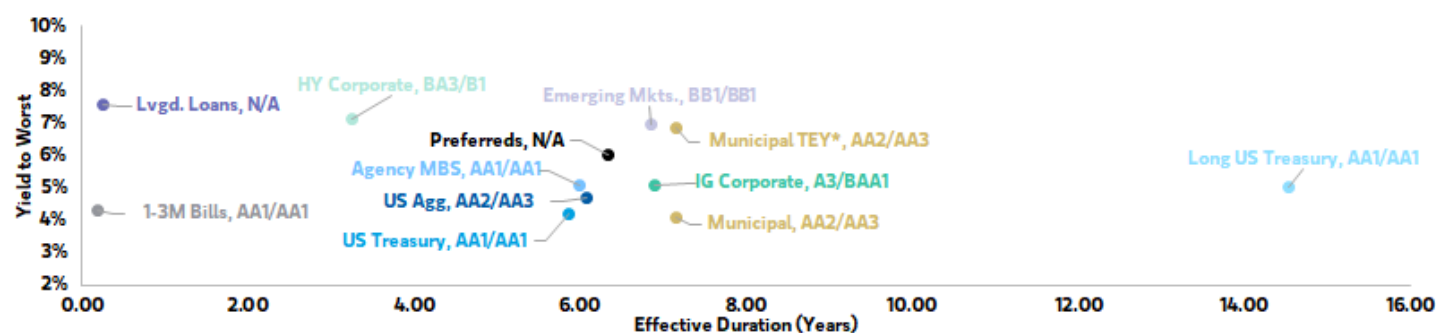 10%
9%
8%
7%
6%
5%
4%
3%
2%
Yield to Worst
Lvgd. Loans, N/A
HY Corporate, BA3/B1
Emerging Mkts., BB1/BB1
Preferreds, N/A
Municipal TEY*, AA2/AA3
Agency MBS, AA1/AA1
IG Corporate, A3/BAA1
Long US Treasury, AA1/AA1
US Agg, AA2/AA3
1-3M Bills, AA1/AA1
Municipal, AA2/AA3
US Treasury, AA1/AA1
0.00 2.00 4.00 6.00 8.00 10.00 12.00 14.00 16.00
Effective Duration (Years)